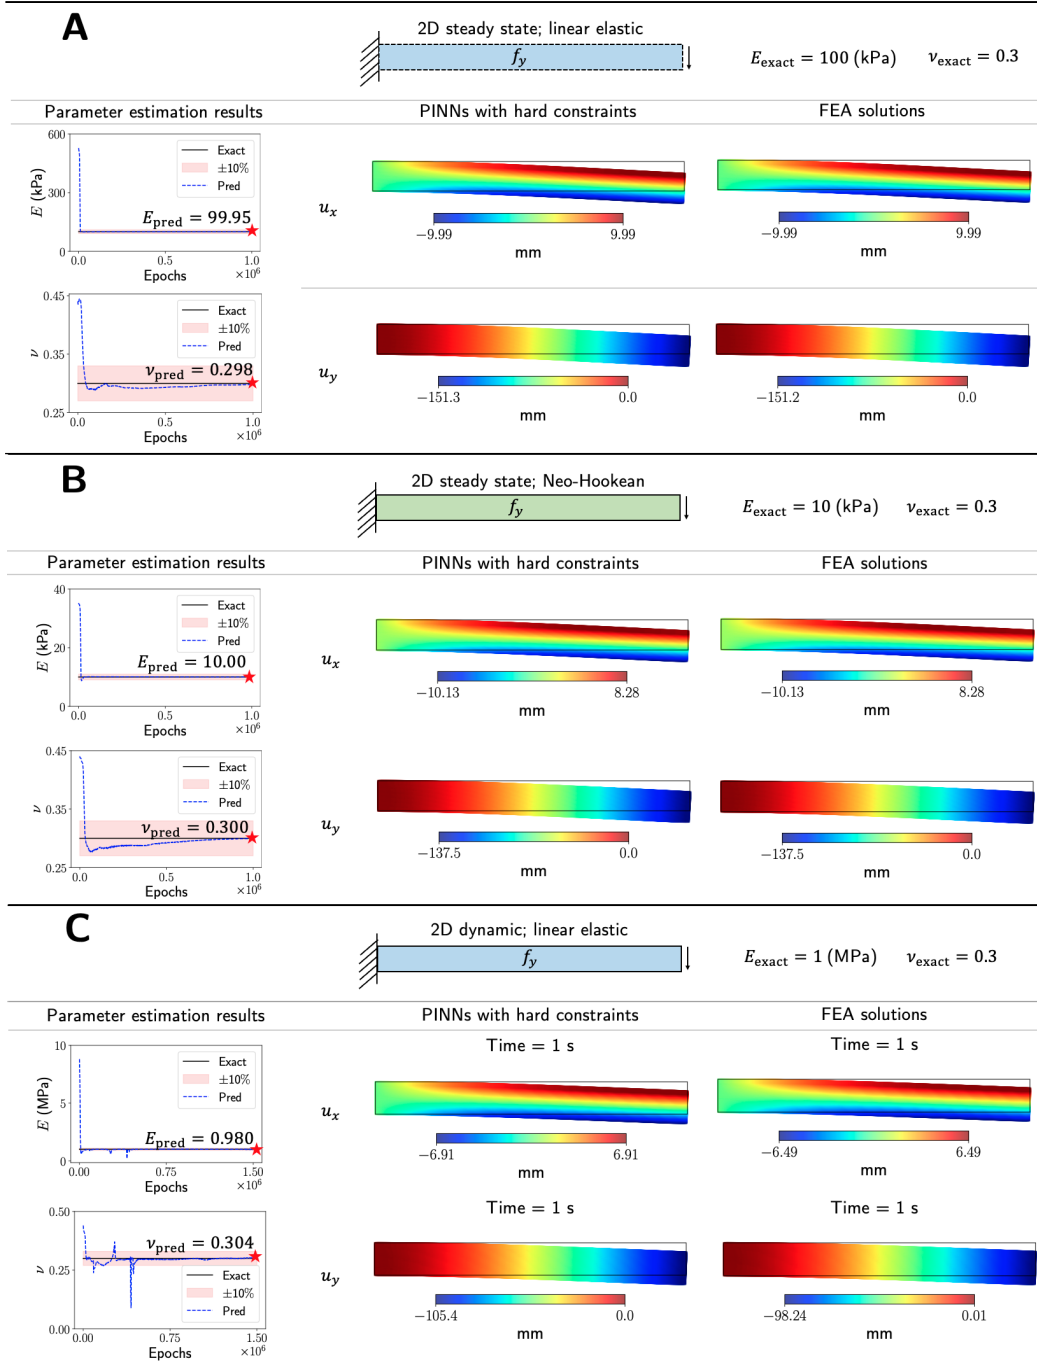 A
2D steady state; linear elastic
f_y
E_exact = 100 (kPa) ν_exact = 0.3
Parameter estimation results
PINNs with hard constraints
FEA solutions
600
300
0
E (kPa)
Exact
±10%
Pred
E_pred = 99.95
0.0 0.5 1.0
×10^6
Epochs
u_x
−9.99 9.99
mm
−9.99 9.99
mm
0.45
0.35
0.25
ν
Exact
±10%
Pred
ν_pred = 0.298
0.0 0.5 1.0
×10^6
Epochs
u_y
−151.3 0.0
mm
−151.2 0.0
mm
B
2D steady state; Neo-Hookean
f_y
E_exact = 10 (kPa) ν_exact = 0.3
Parameter estimation results
PINNs with hard constraints
FEA solutions
40
20
0
E (kPa)
Exact
±10%
Pred
E_pred = 10.00
0.0 0.5 1.0
×10^6
Epochs
u_x
−10.13 8.28
mm
−10.13 8.28
mm
0.45
0.35
0.25
ν
Exact
±10%
Pred
ν_pred = 0.300
0.0 0.5 1.0
×10^6
Epochs
u_y
−137.5 0.0
mm
−137.5 0.0
mm
C
2D dynamic; linear elastic
f_y
E_exact = 1 (MPa) ν_exact = 0.3
Parameter estimation results
PINNs with hard constraints
FEA solutions
10
5
0
E (MPa)
Exact
±10%
Pred
E_pred = 0.980
0.00 0.75 1.50
×10^6
Epochs
u_x
Time = 1 s
−6.91 6.91
mm
Time = 1 s
−6.49 6.49
mm
0.50
0.25
0.00
ν
ν_pred = 0.304
Exact
±10%
Pred
0.00 0.75 1.50
×10^6
Epochs
u_y
Time = 1 s
−105.4 0.0
mm
Time = 1 s
−98.24 0.01
mm